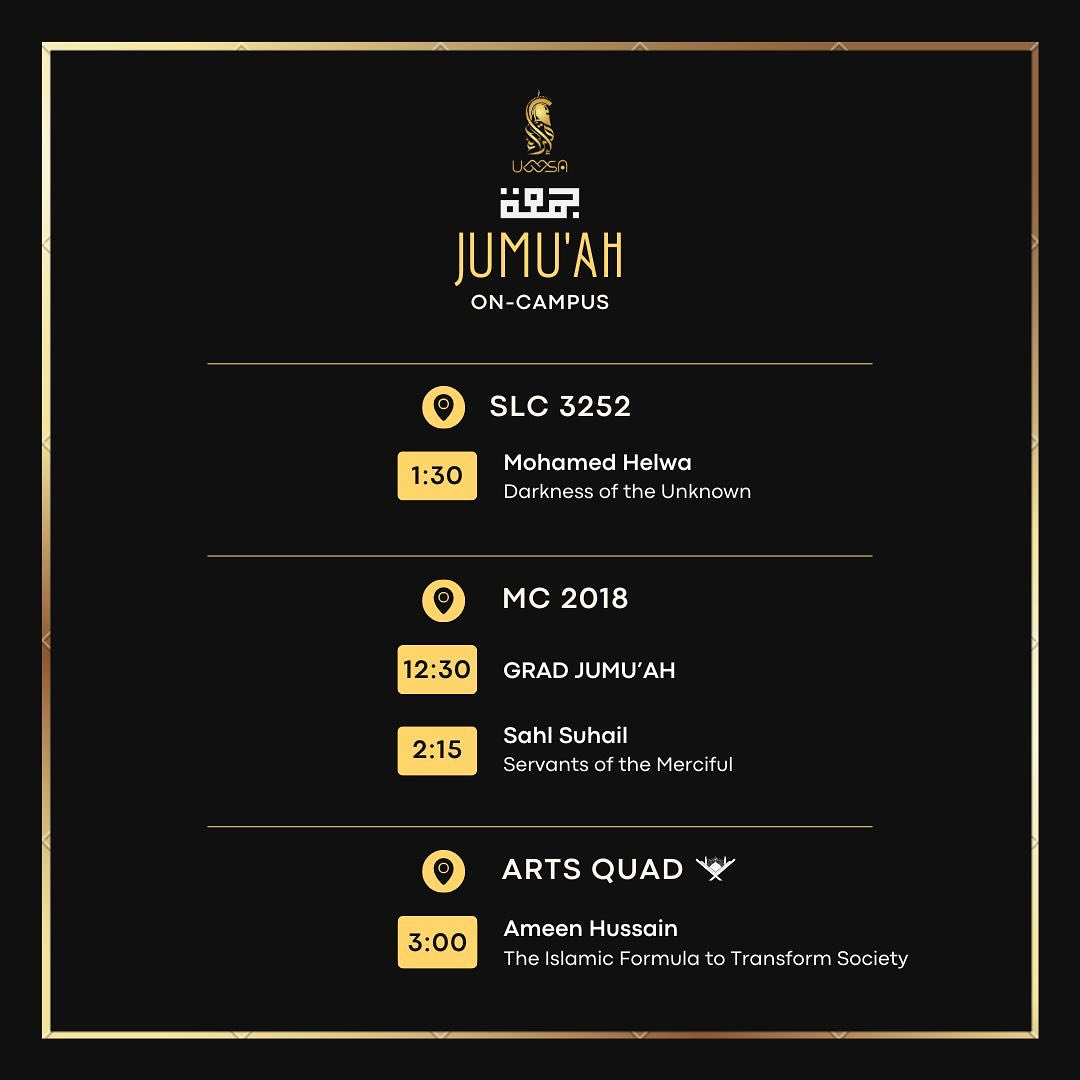 جمعة
JUMU'AH
ON-CAMPUS
SLC 3252
1:30
Mohamed Helwa
Darkness of the Unknown
MC 2018
12:30
GRAD JUMU’AH
2:15
Sahl Suhail
Servants of the Merciful
ARTS QUAD
3:00
Ameen Hussain
The Islamic Formula to Transform Society